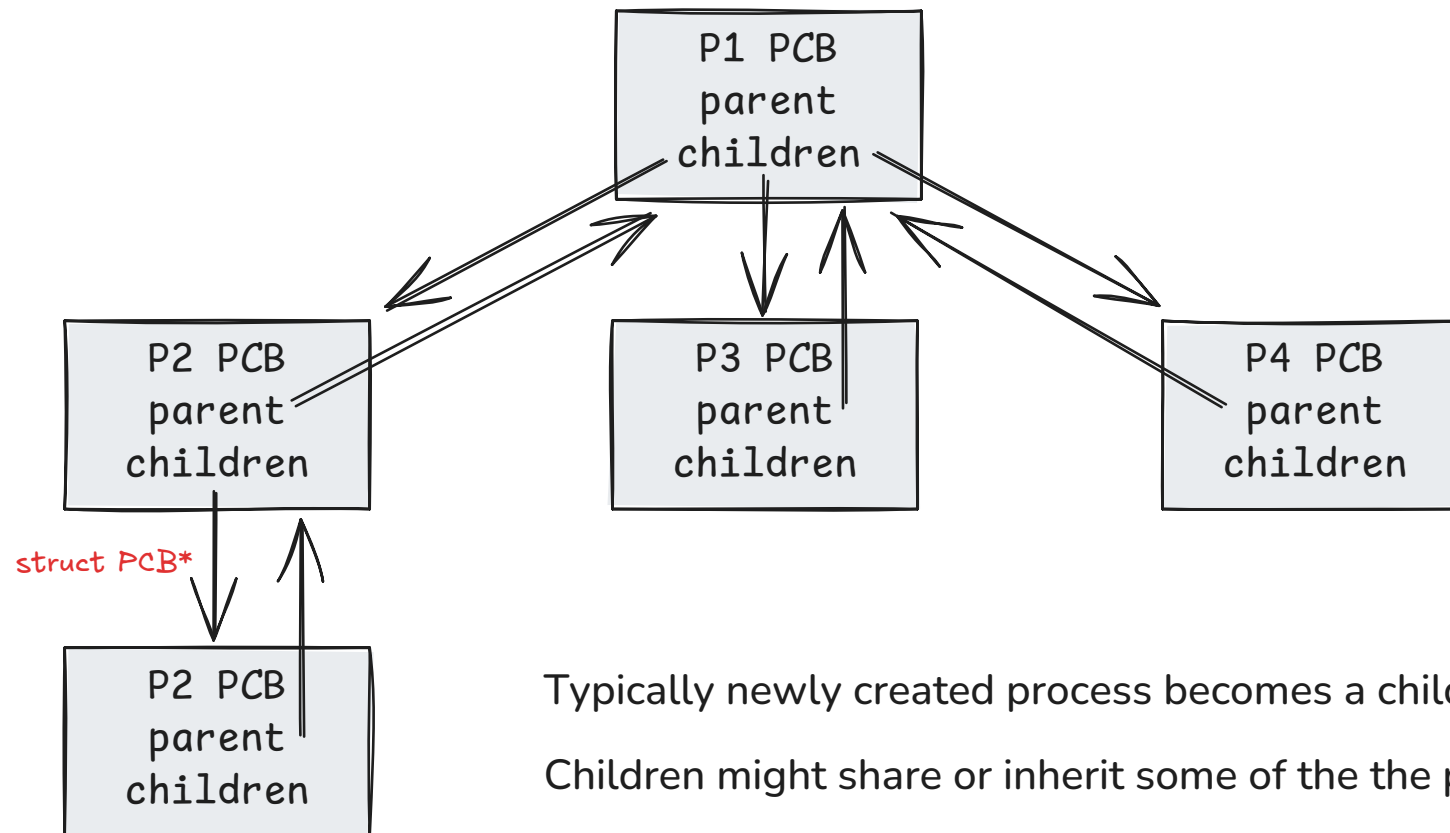 P1 PCB
parent
children
P2 PCB
parent
children
P3 PCB
parent
children
P4 PCB
parent
children
struct PCB*
P2 PCB
parent
children
Typically newly created process becomes a child
Children might share or inherit some of the the